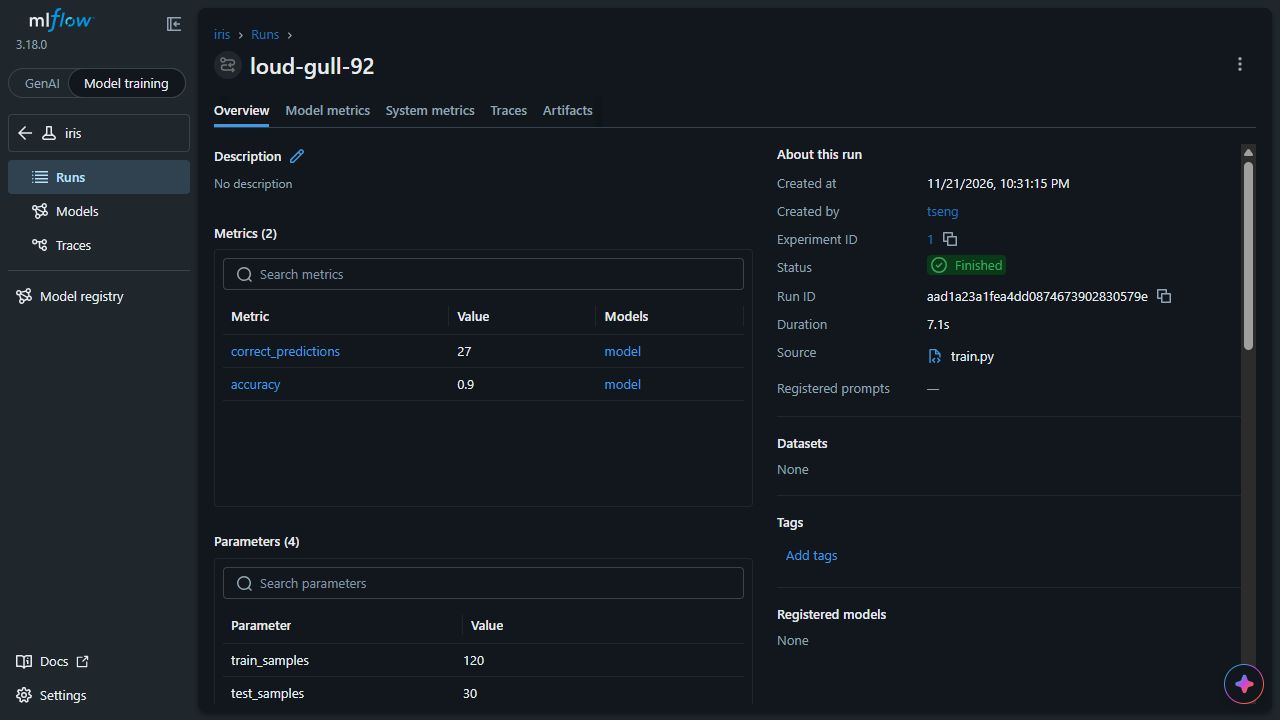 mlflow
3.18.0
GenAI
Model training
iris
Runs
Models
Traces
Model registry
Docs
Settings
iris > Runs >
loud-gull-92
Overview
Model metrics
System metrics
Traces
Artifacts
Description
No description
Metrics (2)
Search metrics
Metric Value Models
correct_predictions 27 model
accuracy 0.9 model
Parameters (4)
Search parameters
Parameter Value
train_samples 120
test_samples 30
About this run
Created at 11/21/2026, 10:31:15 PM
Created by tseng
Experiment ID 1
Status Finished
Run ID aad1a23a1fea4dd0874673902830579e
Duration 7.1s
Source train.py
Registered prompts —
Datasets
None
Tags
Add tags
Registered models
None